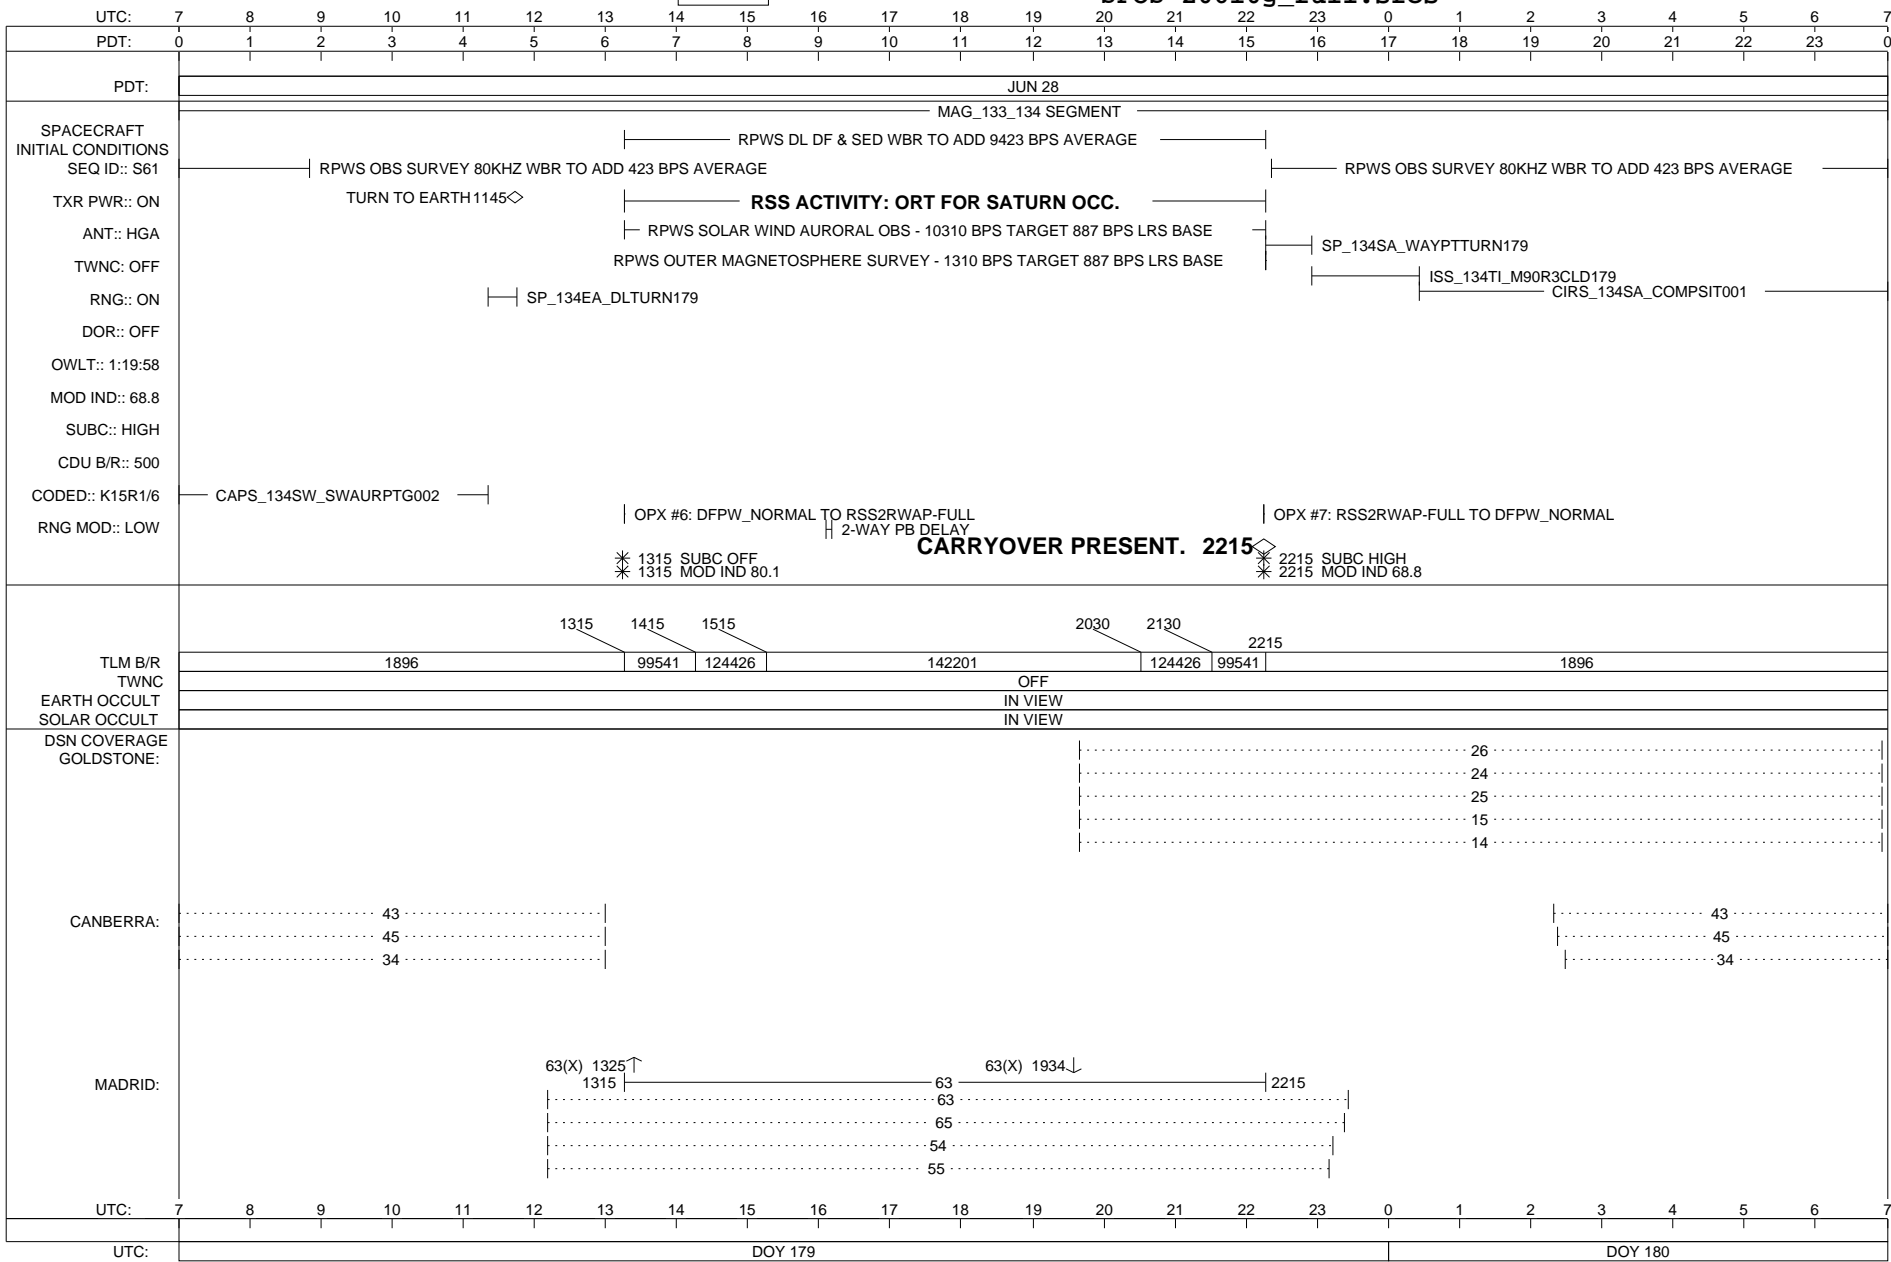 UTC: 7 8 9 10 11 12 13 14 15 16 17 18 19 20 21 22 23 0 1 2 3 4 5 6 7
PDT: 0 1 2 3 4 5 6 7 8 9 10 11 12 13 14 15 16 17 18 19 20 21 22 23 0
PDT: JUN 28
MAG_133_134 SEGMENT
SPACECRAFT
INITIAL CONDITIONS
RPWS DL DF & SED WBR TO ADD 9423 BPS AVERAGE
SEQ ID:: S61
RPWS OBS SURVEY 80KHZ WBR TO ADD 423 BPS AVERAGE
RPWS OBS SURVEY 80KHZ WBR TO ADD 423 BPS AVERAGE
TXR PWR:: ON
TURN TO EARTH 1145
RSS ACTIVITY: ORT FOR SATURN OCC.
ANT:: HGA
RPWS SOLAR WIND AURORAL OBS - 10310 BPS TARGET 887 BPS LRS BASE
SP_134SA_WAYPTTURN179
TWNC: OFF
RPWS OUTER MAGNETOSPHERE SURVEY - 1310 BPS TARGET 887 BPS LRS BASE
ISS_134TI_M90R3CLD179
RNG:: ON
SP_134EA_DLTURN179
CIRS_134SA_COMPSIT001
DOR:: OFF
OWLT:: 1:19:58
MOD IND:: 68.8
SUBC:: HIGH
CDU B/R:: 500
CODED:: K15R1/6
CAPS_134SW_SWAURPTG002
OPX #6: DFPW_NORMAL TO RSS2RWAP-FULL
OPX #7: RSS2RWAP-FULL TO DFPW_NORMAL
RNG MOD:: LOW
2-WAY PB DELAY
CARRYOVER PRESENT. 2215
1315 SUBC OFF
2215 SUBC HIGH
1315 MOD IND 80.1
2215 MOD IND 68.8
1315 1415 1515 2030 2130 2215
TLM B/R 1896 99541 124426 142201 124426 99541 1896
TWNC OFF
EARTH OCCULT IN VIEW
SOLAR OCCULT IN VIEW
DSN COVERAGE
GOLDSTONE:
26
24
25
15
14
CANBERRA:
43 43
45 45
34 34
MADRID:
63(X) 1325 63(X) 1934
1315 63 2215
63
65
54
55
UTC: 7 8 9 10 11 12 13 14 15 16 17 18 19 20 21 22 23 0 1 2 3 4 5 6 7
UTC: DOY 179 DOY 180